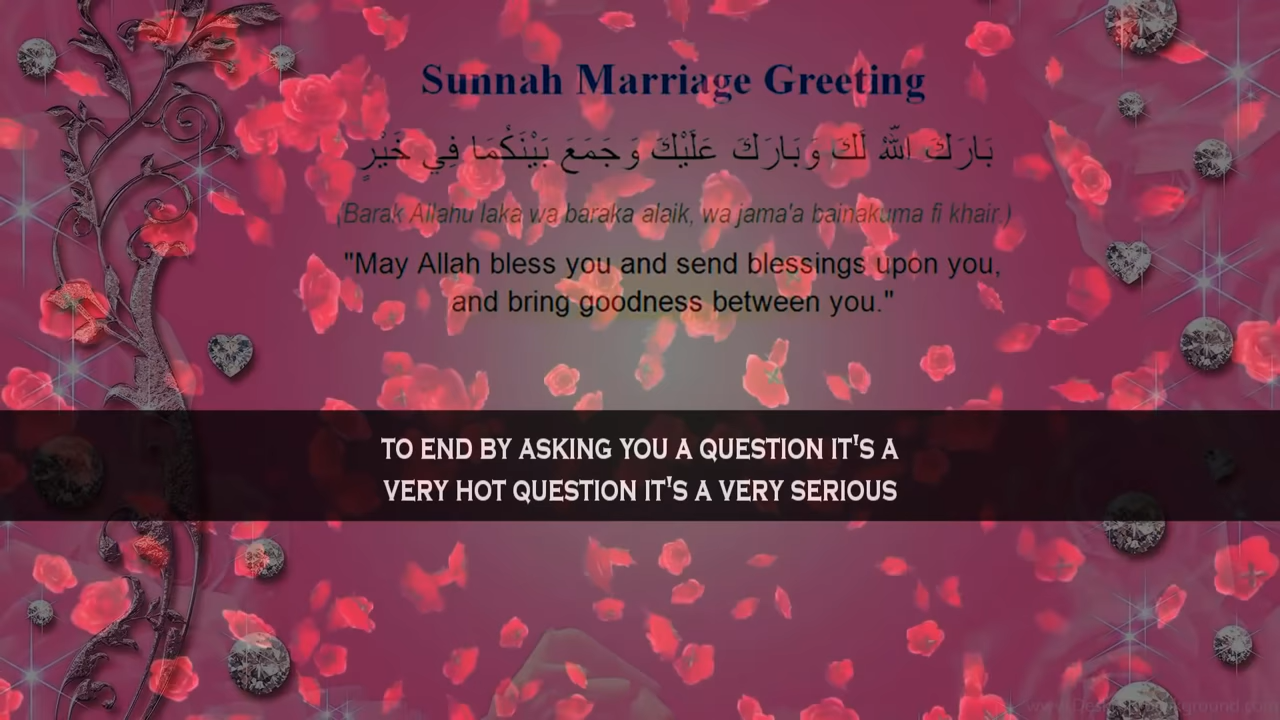 Sunnah Marriage Greeting
بَارَكَ اللهُ لَكَ وَبَارَكَ عَلَيْكَ وَجَمَعَ بَيْنَكُمَا فِي خَيْرٍ
(Barak Allahu laka wa baraka alaik, wa jama'a bainakuma fi khair.)
"May Allah bless you and send blessings upon you,
and bring goodness between you."
TO END BY ASKING YOU A QUESTION IT'S A
VERY HOT QUESTION IT'S A VERY SERIOUS